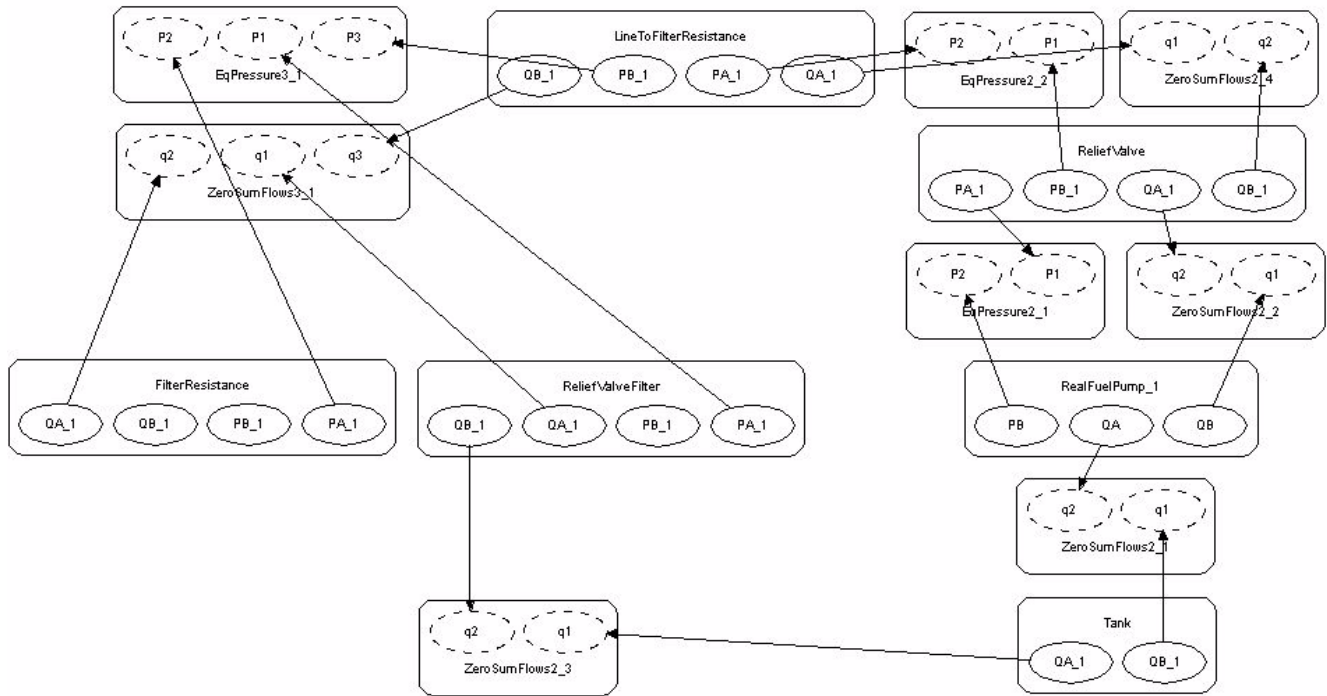 P2 P1 P3
EqPressure3_1
LineToFilterResistance
QB_1 PB_1 PA_1 QA_1
P2 P1
EqPressure2_2
q1 q2
ZeroSumFlows2_4
q2 q1 q3
ZeroSumFlows3_1
ReliefValve
PA_1 PB_1 QA_1 QB_1
P2 P1
EqPressure2_1
q2 q1
ZeroSumFlows2_2
FilterResistance
QA_1 QB_1 PB_1 PA_1
ReliefValveFilter
QB_1 QA_1 PB_1 PA_1
RealFuelPump_1
PB QA QB
q2 q1
ZeroSumFlows2_1
q2 q1
ZeroSumFlows2_3
Tank
QA_1 QB_1